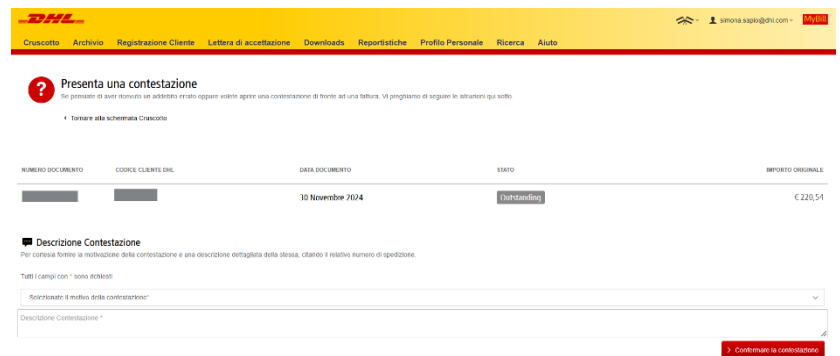 DHL
simona.sapio@dhl.com
MyBill
Cruscotto Archivio Registrazione Cliente Lettera di accettazione Downloads Reportistiche Profilo Personale Ricerca Aiuto
?
Presenta una contestazione
Se pensiate di aver ricevuto un addebito errato oppure volete aprire una contestazione di fronte ad una fattura, Vi preghiamo di seguire le istruzioni qui sotto.
Tornare alla schermata Cruscotto
NUMERO DOCUMENTO CODICE CLIENTE DHL DATA DOCUMENTO STATO IMPORTO ORIGINALE
30 Novembre 2024 Outstanding € 220,54
Descrizione Contestazione
Per cortesia fornire la motivazione della contestazione e una descrizione dettagliata della stessa, citando il relative numero di spedizione.
Tutti i campi con * sono richiesti
Selezionate il motivo della contestazione*
Descrizione Contestazione *
> Confermare la contestazione